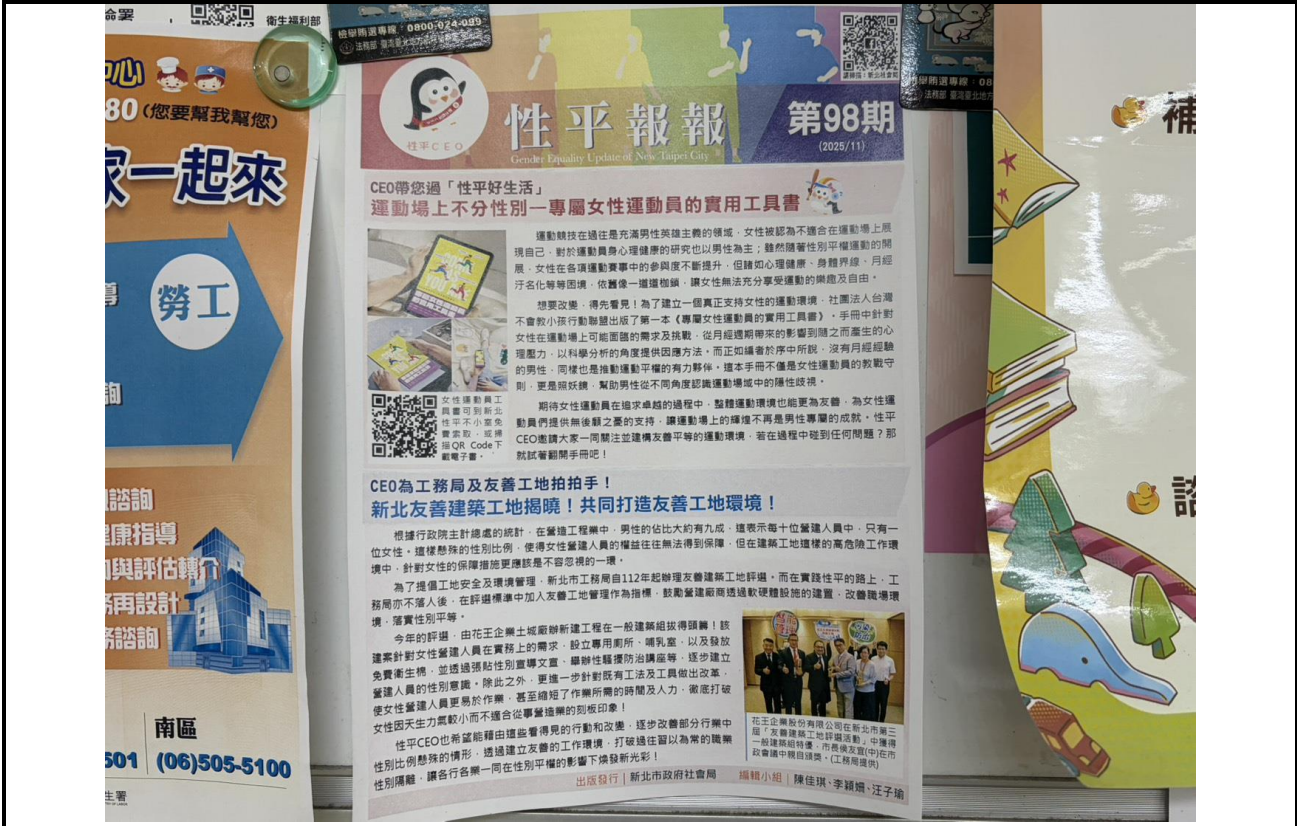 衛生福利部
檢舉賄選專線：0800-024-099
80 (您要幫我幫您)
家一起來
勞工
康指導
與評估轉介
務再設計
務諮詢
南區
601
(06)505-5100
生署
性平CEO
性平報報
Gender Equality Update of New Taipei City
第98期
(2025/11)
CEO帶您過「性平好生活」
運動場上不分性別—專屬女性運動員的實用工具書
運動競技在過往是充滿男性英雄主義的領域，女性被認為不適合在運動場上展
現自己，對於運動員身心理健康的研究也以男性為主；雖然隨著性別平權運動的開
展，女性在各項運動賽事中的參與度不斷提升，但諸如心理健康、身體界線、月經
汙名化等等困境，依舊像一道道枷鎖，讓女性無法充分享受運動的樂趣及自由。
想要改變，得先看見！為了建立一個真正支持女性的運動環境，社團法人台灣
不會教小孩行動聯盟出版了第一本《專屬女性運動員的實用工具書》。手冊中針對
女性在運動場上可能面臨的需求及挑戰，從月經週期帶來的影響到隨之而產生的心
理壓力，以科學分析的角度提供因應方法。而正如編者於序中所說，沒有月經經驗
的男性，同樣也是推動運動平權的有力夥伴。這本手冊不僅是女性運動員的教戰守
則，更是照妖鏡，幫助男性從不同角度認識運動場域中的隱性歧視。
期待女性運動員在追求卓越的過程中，整體運動環境也能更為友善，為女性運
動員們提供無後顧之憂的支持，讓運動場上的輝煌不再是男性專屬的成就。性平
CEO邀請大家一同關注並建構友善平等的運動環境，若在過程中碰到任何問題？那
就試著翻開手冊吧！
女性運動員工
具書可到新北
性平不小室免
費索取，或掃
描QR Code下
載電子書。
CEO為工務局及友善工地拍拍手！
新北友善建築工地揭曉！共同打造友善工地環境！
根據行政院主計總處的統計，在營造工程業中，男性的佔比大約有九成，這表示每十位營建人員中，只有一
位女性。這樣懸殊的性別比例，使得女性營建人員的權益往往無法得到保障，但在建築工地這樣的高危險工作環
境中，針對女性的保障措施更應該是不容忽視的一環。
為了提倡工地安全及環境管理，新北市工務局自112年起辦理友善建築工地評選。而在實踐性平的路上，工
務局亦不落人後，在評選標準中加入友善工地管理作為指標，鼓勵營建廠商透過軟硬體設施的建置，改善職場環
境，落實性別平等。
今年的評選，由花王企業土城廠辦新建工程在一般建築組拔得頭籌！該
建案針對女性營建人員在實務上的需求，設立專用廁所、哺乳室，以及發放
免費衛生棉，並透過張貼性別宣導文宣、舉辦性騷擾防治講座等，逐步建立
營建人員的性別意識。除此之外，更進一步針對既有工法及工具做出改革，
使女性營建人員更易於作業，甚至縮短了作業所需的時間及人力，徹底打破
女性因天生力氣較小而不適合從事營造業的刻板印象！
性平CEO也希望能藉由這些看得見的行動和改變，逐步改善部分行業中
性別比例懸殊的情形，透過建立友善的工作環境，打破過往習以為常的職業
性別隔離，讓各行各業一同在性別平權的影響下煥發新光彩！
花王企業股份有限公司在新北市第三
屆「友善建築工地評選活動」中獲得
一般建築組特優，市長侯友宜(中)在市
政會議中親自頒獎。(工務局提供)
出版發行｜新北市政府社會局
編輯小組｜陳佳琪、李穎姍、汪子瑜
補
諮